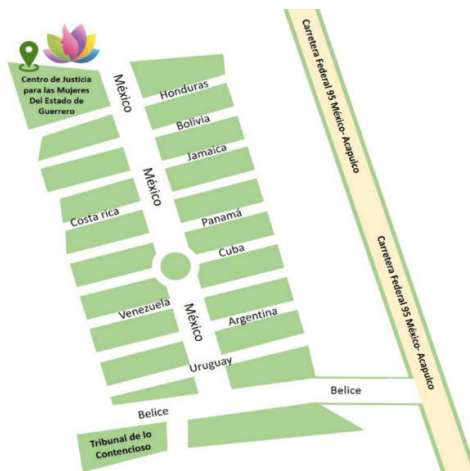 Centro de Justicia
para las Mujeres
Del Estado de
Guerrero
México
Honduras
Bolivia
Jamaica
México
Costa rica
Panamá
Cuba
Venezuela
México
Argentina
Uruguay
Belice
Belice
Tribunal de lo
Contencioso
Carretera Federal 95 México- Acapulco
Carretera Federal 95 México- Acapulco